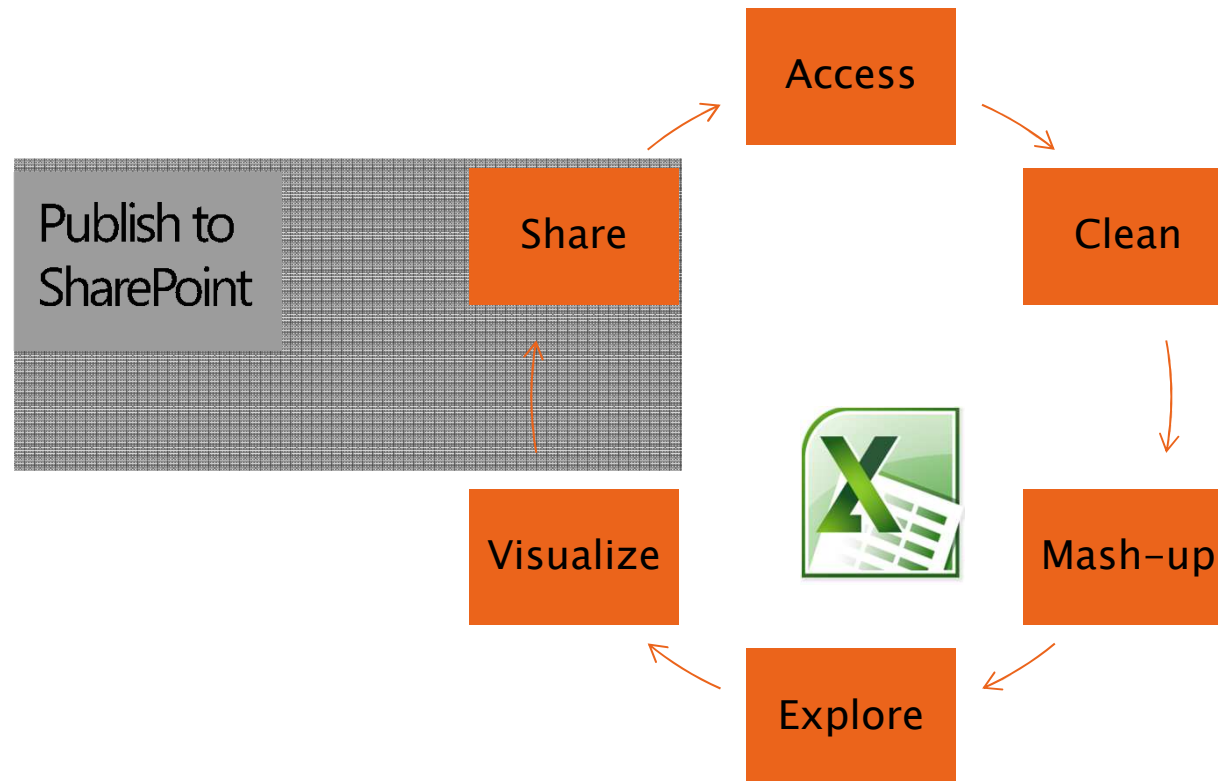 Access
Publish to
SharePoint
Share
Clean
Visualize
Mash-up
Explore